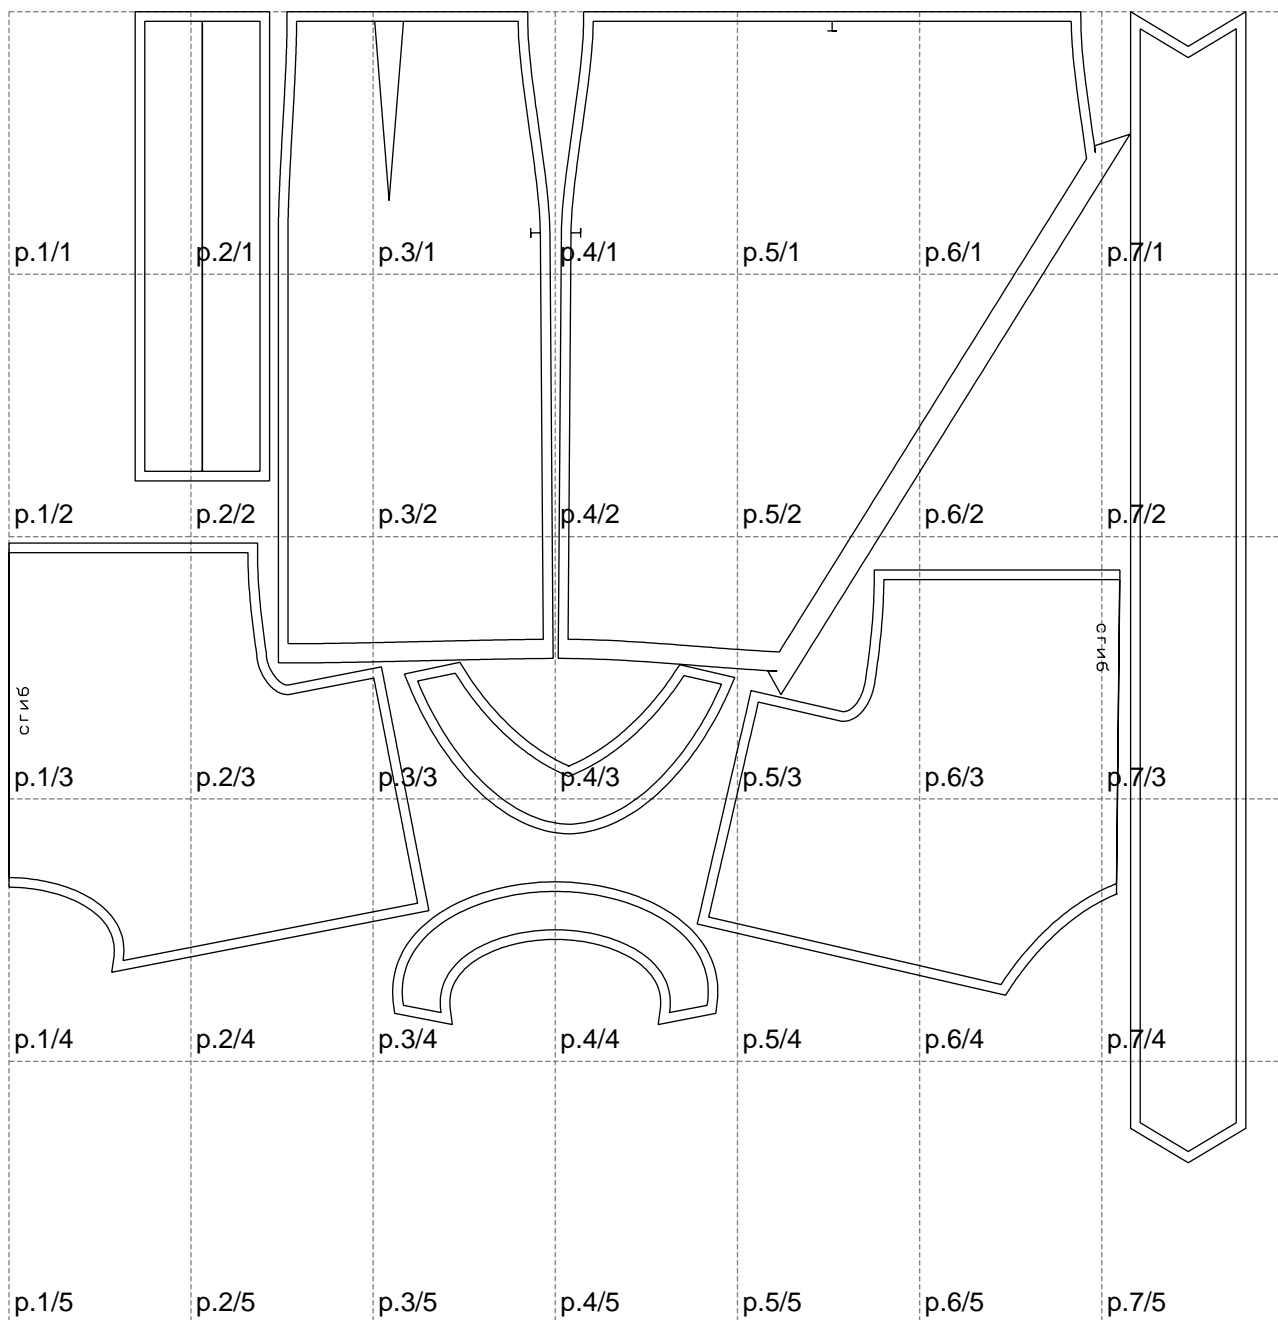 p.1/1 p.2/1 p.3/1 p.4/1 p.5/1 p.6/1 p.7/1
p.1/2 p.2/2 p.3/2 p.4/2 p.5/2 p.6/2 p.7/2
сгиб
сгиб
p.1/3 p.2/3 p.3/3 p.4/3 p.5/3 p.6/3 p.7/3
p.1/4 p.2/4 p.3/4 p.4/4 p.5/4 p.6/4 p.7/4
p.1/5 p.2/5 p.3/5 p.4/5 p.5/5 p.6/5 p.7/5